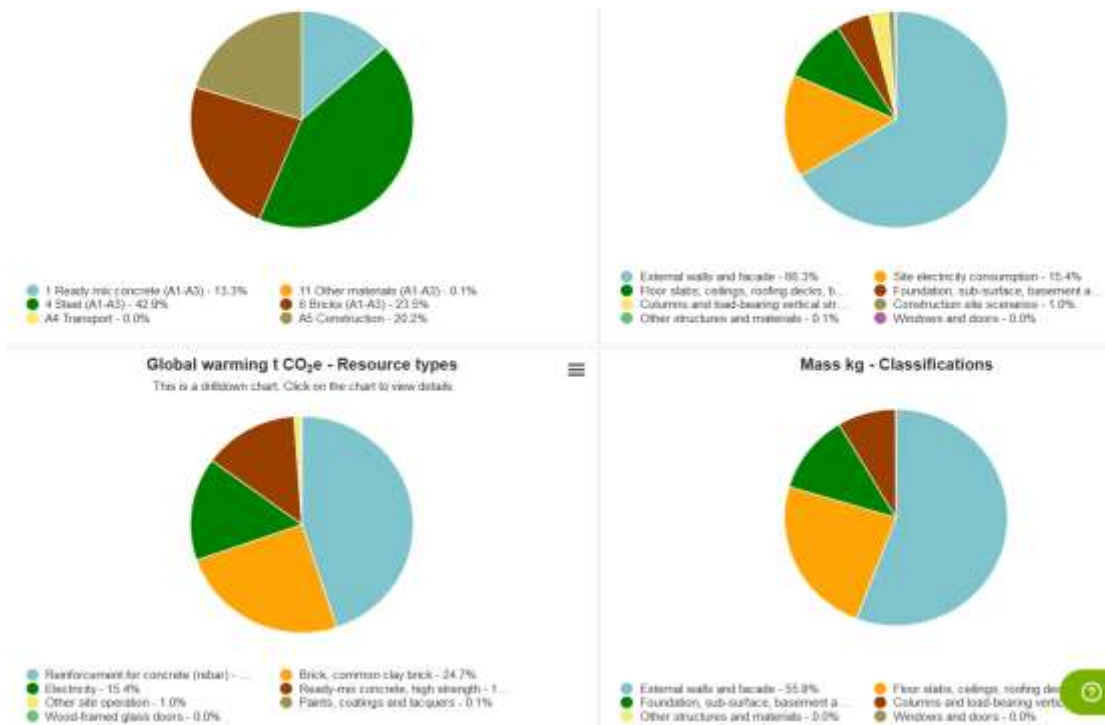 1 Ready mix concrete (A1-A3) - 13.3%
11 Other materials (A1-A3) - 0.1%
4 Steel (A1-A3) - 42.9%
6 Bricks (A1-A3) - 23.5%
A4 Transport - 0.0%
A5 Construction - 20.2%
External walls and facade - 66.3%
Site electricity consumption - 15.4%
Floor slabs, ceilings, roofing decks, b...
Foundation, sub-surface, basement a...
Columns and load-bearing vertical str...
Construction site scenarios - 1.0%
Other structures and materials - 0.1%
Windows and doors - 0.0%
Global warming t CO₂e - Resource types
This is a drilldown chart. Click on the chart to view details
Reinforcement for concrete (rebar) - ...
Brick, common clay brick - 24.7%
Electricity - 15.4%
Ready-mix concrete, high strength - 1...
Other site operation - 1.0%
Paints, coatings and lacquers - 0.1%
Wood-framed glass doors - 0.0%
Mass kg - Classifications
External walls and facade - 55.8%
Floor slabs, ceilings, roofing de
Foundation, sub-surface, basement a...
Columns and load-bearing vertic
Other structures and materials - 0.0%
Windows and doors - 0.0%